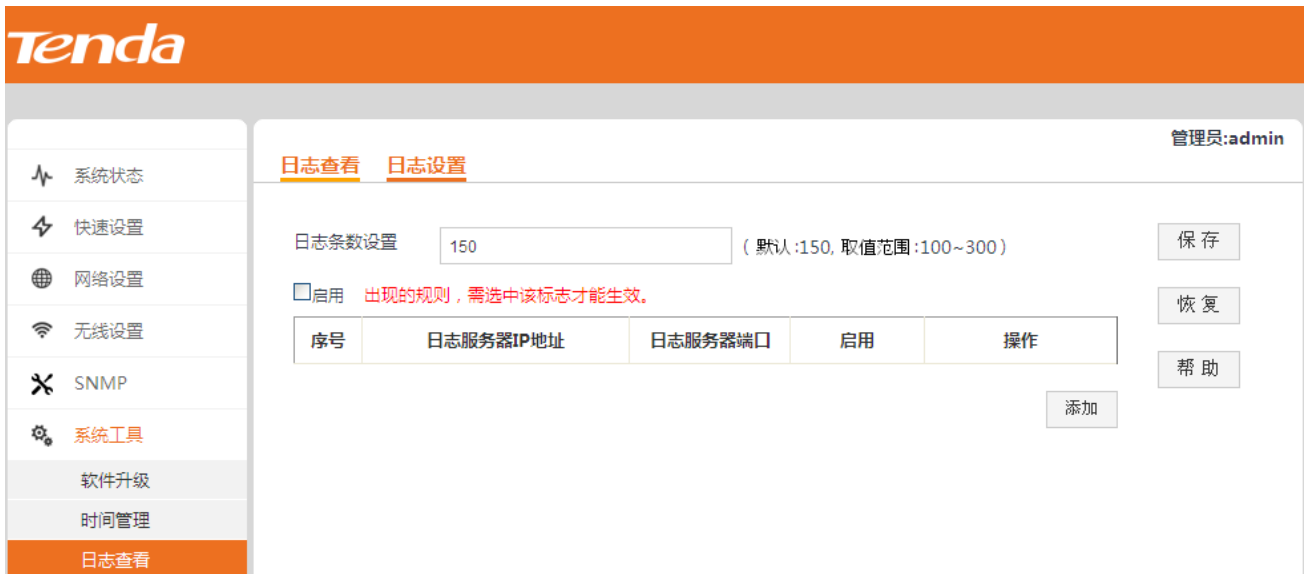 Tenda
管理员:admin
日志查看 日志设置
系统状态
快速设置
网络设置
无线设置
SNMP
系统工具
软件升级
时间管理
日志查看
日志条数设置 150 ( 默认:150, 取值范围:100~300 )
启用 出现的规则，需选中该标志才能生效。
序号 日志服务器IP地址 日志服务器端口 启用 操作
添加
保存
恢复
帮助